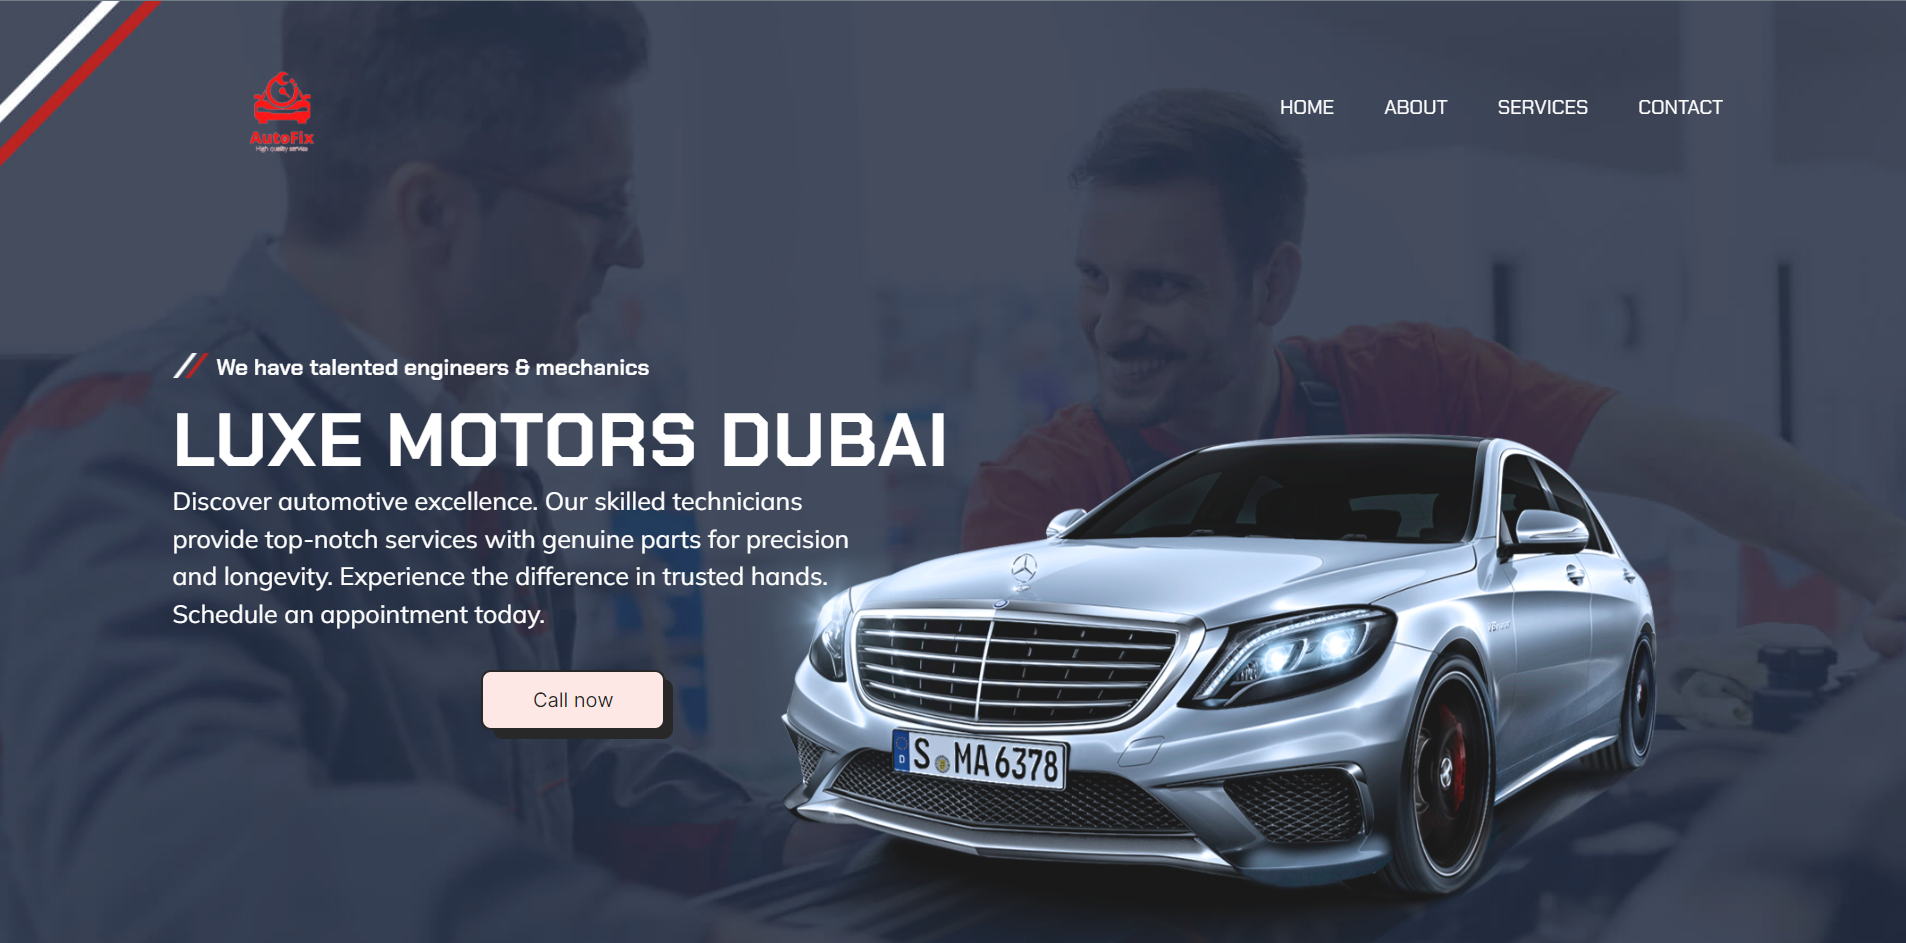 AutoFix
High quality service
HOME ABOUT SERVICES CONTACT
We have talented engineers & mechanics
LUXE MOTORS DUBAI
Discover automotive excellence. Our skilled technicians
provide top-notch services with genuine parts for precision
and longevity. Experience the difference in trusted hands.
Schedule an appointment today.
Call now
D S MA 6378